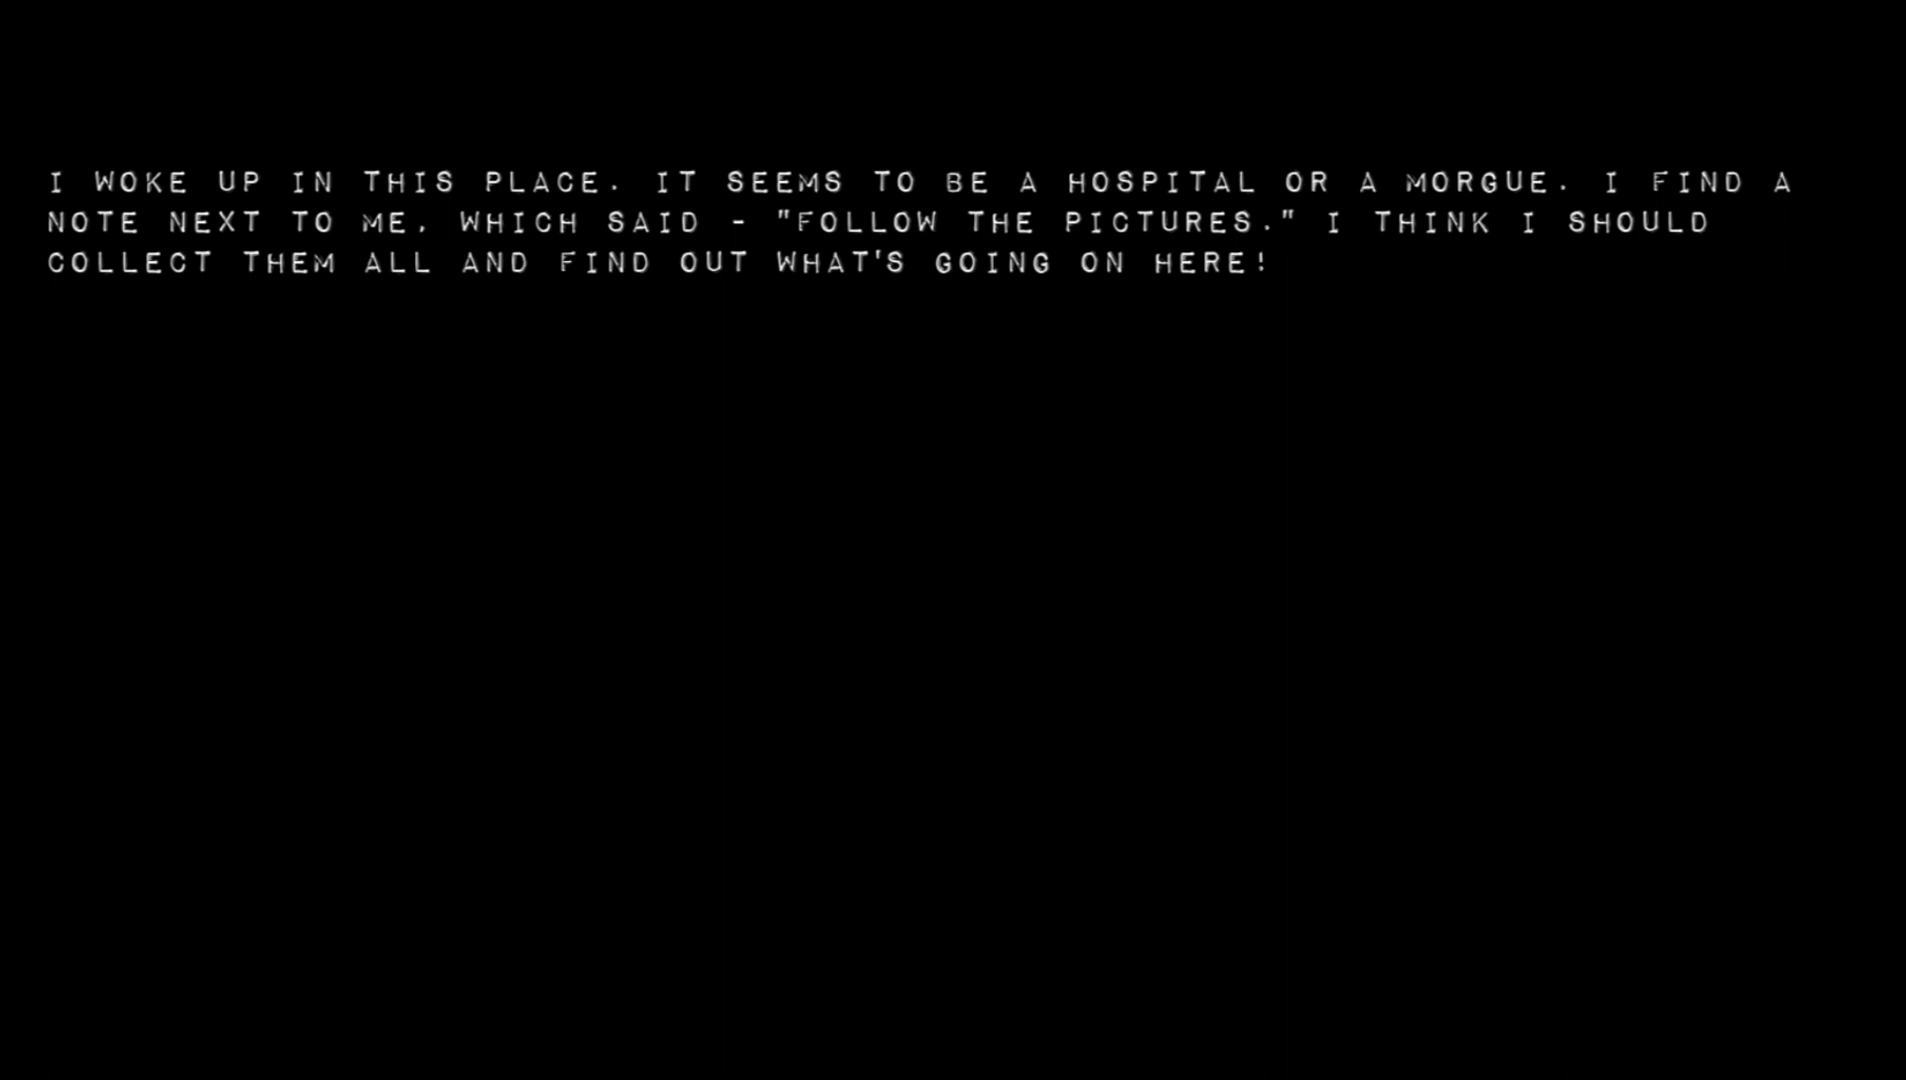 I WOKE UP IN THIS PLACE. IT SEEMS TO BE A HOSPITAL OR A MORGUE. I FIND A
NOTE NEXT TO ME, WHICH SAID - "FOLLOW THE PICTURES." I THINK I SHOULD
COLLECT THEM ALL AND FIND OUT WHAT'S GOING ON HERE!